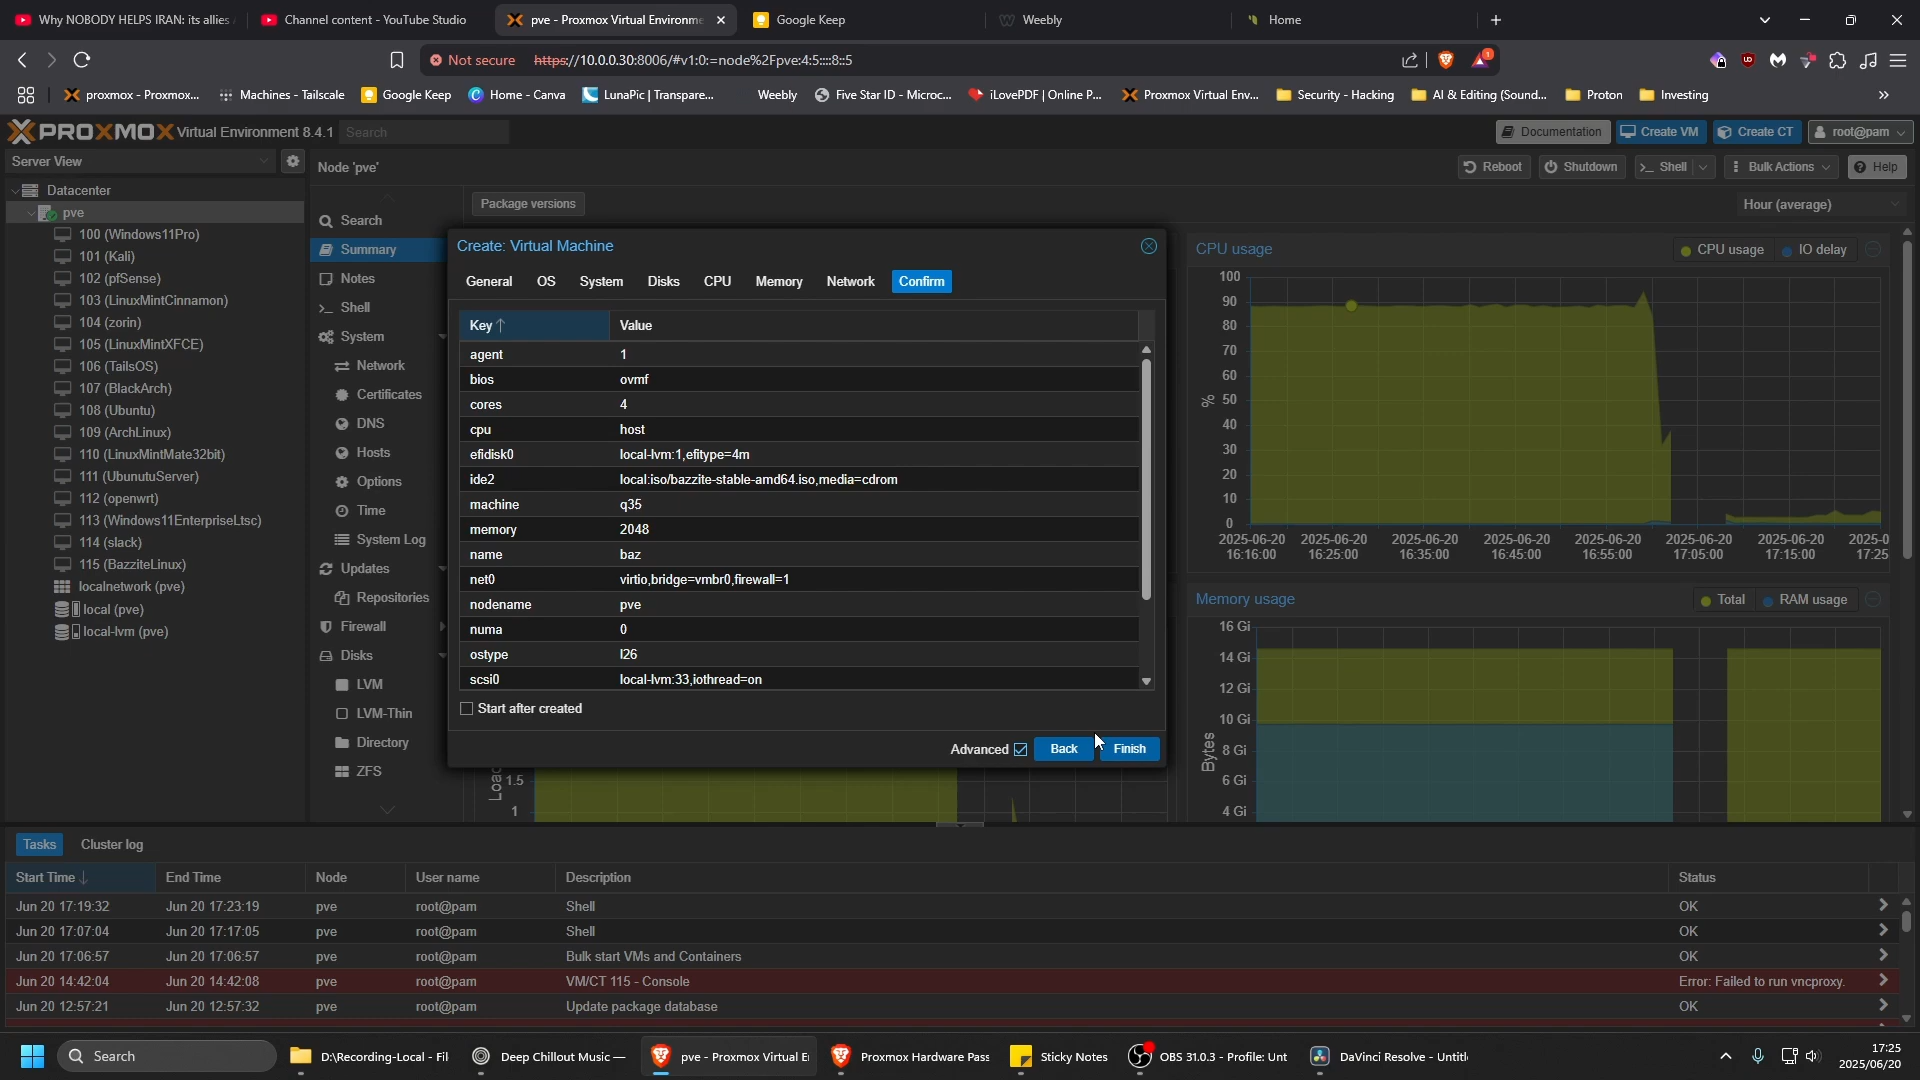 Why NOBODY HELPS IRAN: its allies
Channel content - YouTube Studio
pve - Proxmox Virtual Environme
Google Keep
Weebly
Home
Not secure
https://10.0.0.30:8006/#v1:0:=node%2Fpve:4:5::::8::5
proxmox - Proxmox...
Machines - Tailscale
Google Keep
Home - Canva
LunaPic | Transpare...
Weebly
Five Star ID - Microc...
iLovePDF | Online P...
Proxmox Virtual Env...
Security - Hacking
AI & Editing (Sound...
Proton
Investing
PROXMOX Virtual Environment 8.4.1
Search
Documentation
Create VM
Create CT
root@pam
Server View
Node 'pve'
Reboot
Shutdown
Shell
Bulk Actions
Help
Datacenter
pve
100 (Windows11Pro)
101 (Kali)
102 (pfSense)
103 (LinuxMintCinnamon)
104 (zorin)
105 (LinuxMintXFCE)
106 (TailsOS)
107 (BlackArch)
108 (Ubuntu)
109 (ArchLinux)
110 (LinuxMintMate32bit)
111 (UbunutuServer)
112 (openwrt)
113 (Windows11EnterpriseLtsc)
114 (slack)
115 (BazziteLinux)
localnetwork (pve)
local (pve)
local-lvm (pve)
Search
Summary
Notes
Shell
System
Network
Certificates
DNS
Hosts
Options
Time
System Log
Updates
Repositories
Firewall
Disks
LVM
LVM-Thin
Directory
ZFS
Package versions
Hour (average)
Create: Virtual Machine
General
OS
System
Disks
CPU
Memory
Network
Confirm
Key
Value
agent 1
bios ovmf
cores 4
cpu host
efidisk0 local-lvm:1,efitype=4m
ide2 local:iso/bazzite-stable-amd64.iso,media=cdrom
machine q35
memory 2048
name baz
net0 virtio,bridge=vmbr0,firewall=1
nodename pve
numa 0
ostype l26
scsi0 local-lvm:33,iothread=on
Start after created
Advanced
Back
Finish
1.5
1
CPU usage
CPU usage
IO delay
100
90
80
70
60
50
40
30
20
10
0
%
2025-06-20 16:16:00
2025-06-20 16:25:00
2025-06-20 16:35:00
2025-06-20 16:45:00
2025-06-20 16:55:00
2025-06-20 17:05:00
2025-06-20 17:15:00
2025-0 17:25
Memory usage
Total
RAM usage
16 Gi
14 Gi
12 Gi
10 Gi
8 Gi
6 Gi
4 Gi
Bytes
Tasks
Cluster log
Start Time
End Time
Node
User name
Description
Status
Jun 20 17:19:32 Jun 20 17:23:19 pve root@pam Shell OK
Jun 20 17:07:04 Jun 20 17:17:05 pve root@pam Shell OK
Jun 20 17:06:57 Jun 20 17:06:57 pve root@pam Bulk start VMs and Containers OK
Jun 20 14:42:04 Jun 20 14:42:08 pve root@pam VM/CT 115 - Console Error: Failed to run vncproxy.
Jun 20 12:57:21 Jun 20 12:57:32 pve root@pam Update package database OK
Search
D:\Recording-Local - Fil
Deep Chillout Music —
pve - Proxmox Virtual E
Proxmox Hardware Pass
Sticky Notes
OBS 31.0.3 - Profile: Unt
DaVinci Resolve - Untitl
17:25
2025/06/20